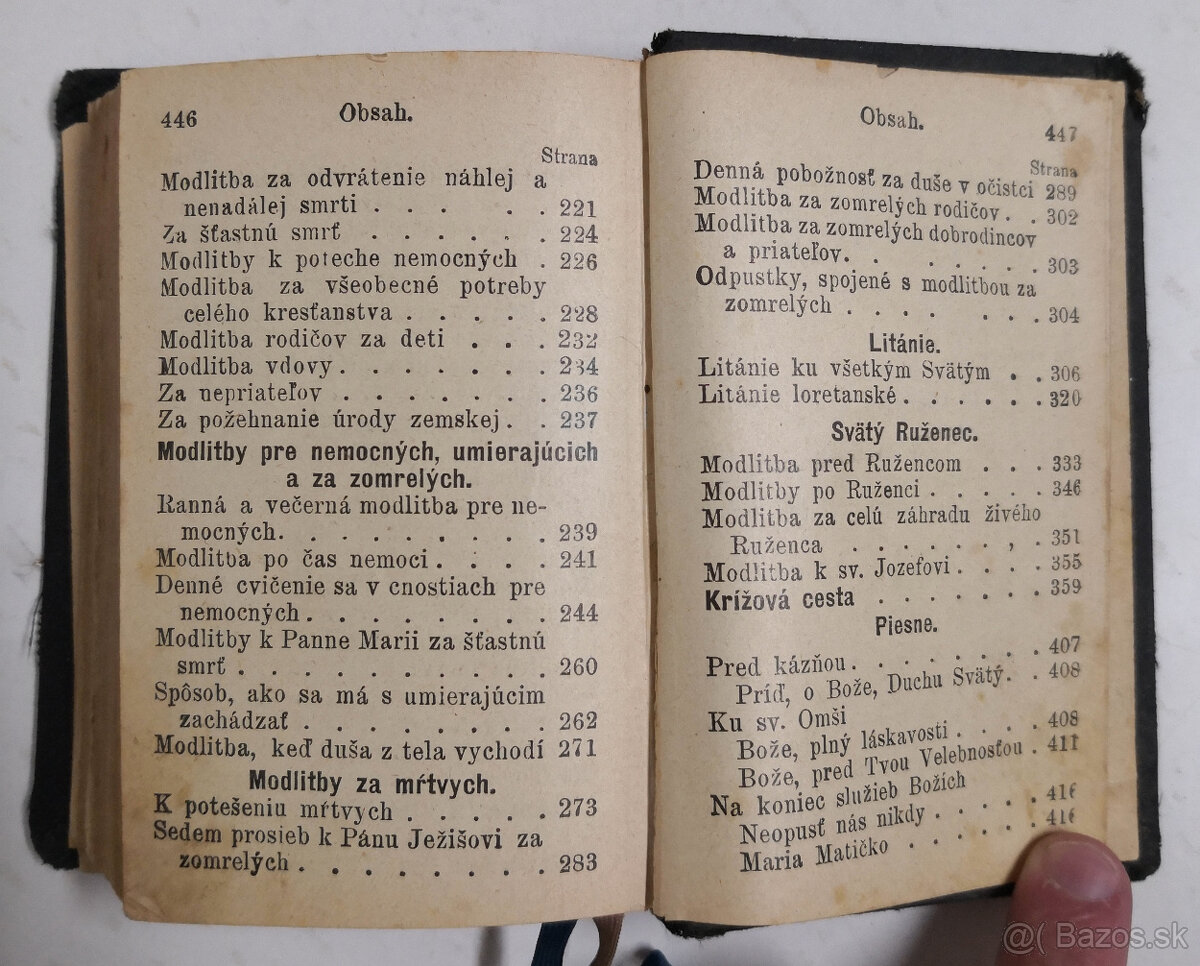 446 Obsah.
Strana
Modlitba za odvrátenie náhlej a
nenadálej smrti . . . . . 221
Za šťastnú smrť . . . . . . 224
Modlitby k poteche nemocných . 226
Modlitba za všeobecné potreby
celého kresťanstva . . . . . 228
Modlitba rodičov za deti . . . 232
Modlitba vdovy. . . . . . . 234
Za nepriateľov . . . . . . . 236
Za požehnanie úrody zemskej. . 237
Modlitby pre nemocných, umierajúcich
a za zomrelých.
Ranná a večerná modlitba pre ne-
mocných. . . . . . . . . 239
Modlitba po čas nemoci . . . . 241
Denné cvičenie sa v cnostiach pre
nemocných . . . . . . . . 244
Modlitby k Panne Marii za šťastnú
smrť . . . . . . . . . . 260
Spôsob, ako sa má s umierajúcim
zachádzať . . . . . . . . 262
Modlitba, keď duša z tela vychodí 271
Modlitby za mŕtvych.
K potešeniu mŕtvych . . . . . 273
Sedem prosieb k Pánu Ježišovi za
zomrelých . . . . . . . . 283
Obsah. 447
Strana
Denná pobožnosť za duše v očistci 289
Modlitba za zomrelých rodičov. . 302
Modlitba za zomrelých dobrodincov
a priateľov. . . . . . . 303
Odpustky, spojené s modlitbou za
zomrelých . . . . . . . 304
Litánie.
Litánie ku všetkým Svätým . . 306
Litánie loretanské . . . . . . 320
Svätý Ruženec.
Modlitba pred Ružencom . . . 333
Modlitby po Ruženci . . . . . 346
Modlitba za celú záhradu živého
Ruženca . . . . . . . . 351
Modlitba k sv. Jozefovi . . . . 355
Krížová cesta . . . . . . . 359
Piesne.
Pred kázňou. . . . . . . . 407
Príď, o Bože, Duchu Svätý. . 408
Ku sv. Omši
Bože, plný láskavosti . . . . 408
Bože, pred Tvou Velebnosťou . 411
Na koniec služieb Božích
Neopusť nás nikdy . . . . . 416
Maria Matičko . . . . . . 416
@( Bazos.sk